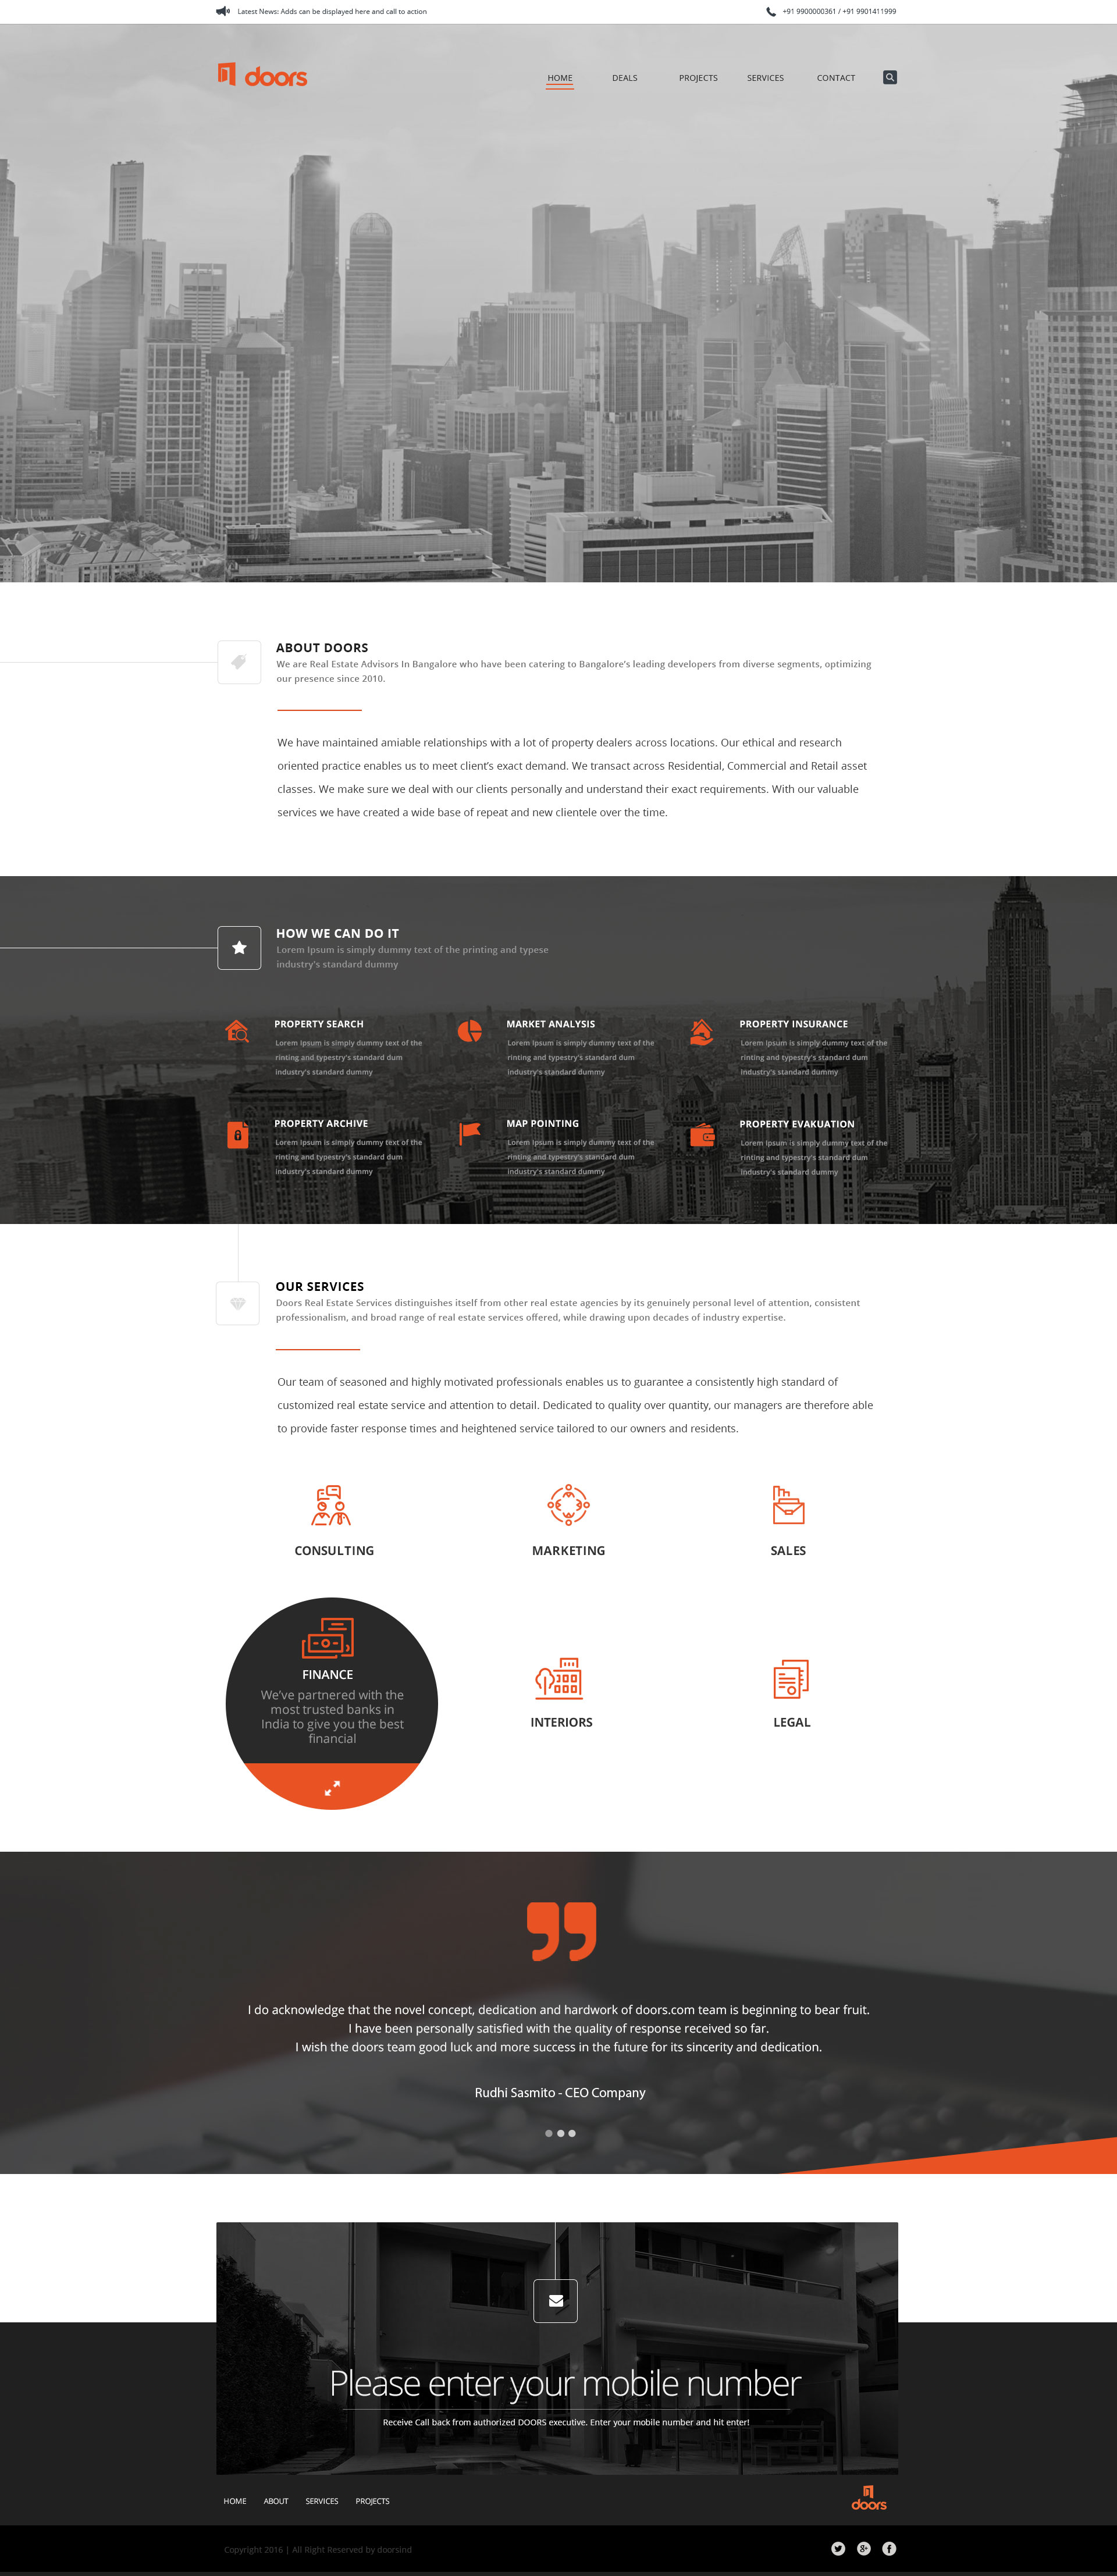 Latest News: Adds can be displayed here and call to action
+91 9900000361 / +91 9901411999
doors
HOME
DEALS
PROJECTS
SERVICES
CONTACT
ABOUT DOORS
We are Real Estate Advisors In Bangalore who have been catering to Bangalore's leading developers from diverse segments, optimizing
our presence since 2010.
We have maintained amiable relationships with a lot of property dealers across locations. Our ethical and research
oriented practice enables us to meet client's exact demand. We transact across Residential, Commercial and Retail asset
classes. We make sure we deal with our clients personally and understand their exact requirements. With our valuable
services we have created a wide base of repeat and new clientele over the time.
HOW WE CAN DO IT
Lorem Ipsum is simply dummy text of the printing and typese
industry's standard dummy
PROPERTY SEARCH
Lorem Ipsum is simply dummy text of the
rinting and typestry's standard dum
industry's standard dummy
MARKET ANALYSIS
Lorem Ipsum is simply dummy text of the
rinting and typestry's standard dum
industry's standard dummy
PROPERTY INSURANCE
Lorem Ipsum is simply dummy text of the
rinting and typestry's standard dum
industry's standard dummy
PROPERTY ARCHIVE
Lorem Ipsum is simply dummy text of the
rinting and typestry's standard dum
industry's standard dummy
MAP POINTING
Lorem Ipsum is simply dummy text of the
rinting and typestry's standard dum
industry's standard dummy
PROPERTY EVAKUATION
Lorem Ipsum is simply dummy text of the
rinting and typestry's standard dum
industry's standard dummy
OUR SERVICES
Doors Real Estate Services distinguishes itself from other real estate agencies by its genuinely personal level of attention, consistent
professionalism, and broad range of real estate services offered, while drawing upon decades of industry expertise.
Our team of seasoned and highly motivated professionals enables us to guarantee a consistently high standard of
customized real estate service and attention to detail. Dedicated to quality over quantity, our managers are therefore able
to provide faster response times and heightened service tailored to our owners and residents.
CONSULTING
MARKETING
SALES
FINANCE
We've partnered with the
most trusted banks in
India to give you the best
financial
INTERIORS
LEGAL
I do acknowledge that the novel concept, dedication and hardwork of doors.com team is beginning to bear fruit.
I have been personally satisfied with the quality of response received so far.
I wish the doors team good luck and more success in the future for its sincerity and dedication.
Rudhi Sasmito - CEO Company
Please enter your mobile number
Receive Call back from authorized DOORS executive. Enter your mobile number and hit enter!
HOME
ABOUT
SERVICES
PROJECTS
doors
Copyright 2016 | All Right Reserved by doorsind